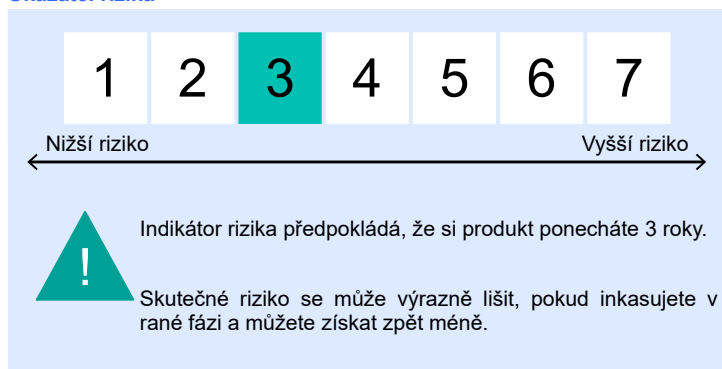 1 2 3 4 5 6 7
Nižší riziko Vyšší riziko
! Indikátor rizika předpokládá, že si produkt ponecháte 3 roky.
Skutečné riziko se může výrazně lišit, pokud inkasujete v
rané fázi a můžete získat zpět méně.